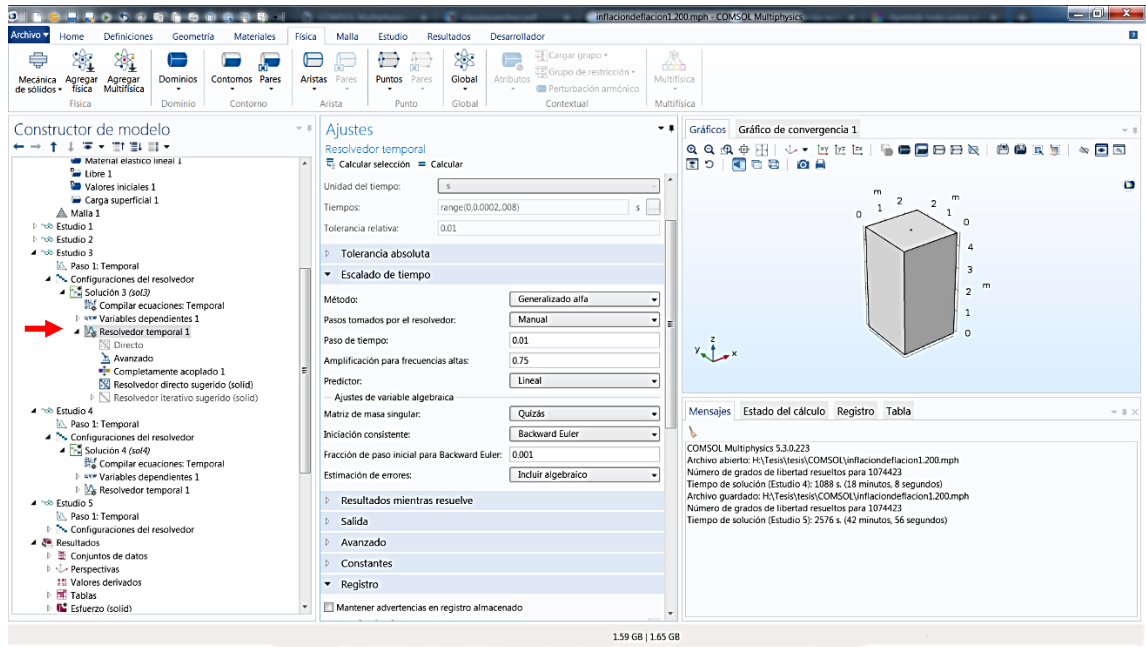 inflaciondeflacion1.200.mph - COMSOL Multiphysics
Archivo Home Definiciones Geometría Materiales Física Malla Estudio Resultados Desarrollador
Mecánica de sólidos
Agregar física
Agregar Multifísica
Dominios
Contornos
Pares
Aristas
Pares
Puntos
Pares
Global
Atributos
Cargar grupo
Grupo de restricción
Perturbación armónico
Multifísica
Física Dominio Contorno Arista Punto Global Contextual Multifísica
Constructor de modelo
Material elástico lineal 1
Libre 1
Valores iniciales 1
Carga superficial 1
Malla 1
Estudio 1
Estudio 2
Estudio 3
Paso 1: Temporal
Configuraciones del resolvedor
Solución 3 (sol3)
Compilar ecuaciones: Temporal
Variables dependientes 1
Resolvedor temporal 1
Directo
Avanzado
Completamente acoplado 1
Resolvedor directo sugerido (solid)
Resolvedor iterativo sugerido (solid)
Estudio 4
Paso 1: Temporal
Configuraciones del resolvedor
Solución 4 (sol4)
Compilar ecuaciones: Temporal
Variables dependientes 1
Resolvedor temporal 1
Estudio 5
Paso 1: Temporal
Configuraciones del resolvedor
Resultados
Conjuntos de datos
Perspectivas
Valores derivados
Tablas
Esfuerzo (solid)
Ajustes
Resolvedor temporal
Calcular selección = Calcular
Unidad del tiempo: s
Tiempos: range(0,0.0002,008) s
Tolerancia relativa: 0.01
Tolerancia absoluta
Escalado de tiempo
Método: Generalizado alfa
Pasos tomados por el resolvedor: Manual
Paso de tiempo: 0.01
Amplificación para frecuencias altas: 0.75
Predictor: Lineal
Ajustes de variable algebraica
Matriz de masa singular: Quizás
Iniciación consistente: Backward Euler
Fracción de paso inicial para Backward Euler: 0.001
Estimación de errores: Incluir algebraico
Resultados mientras resuelve
Salida
Avanzado
Constantes
Registro
Mantener advertencias en registro almacenado
Gráficos Gráfico de convergencia 1
m
0 1 2
2 1 0
m
4
3
2
1
0
m
z
y
x
Mensajes Estado del cálculo Registro Tabla
COMSOL Multiphysics 5.3.0.223
Archivo abierto: H:\Tesis\tesis\COMSOL\inflaciondeflacion1.200.mph
Número de grados de libertad resueltos para 1074423
Tiempo de solución (Estudio 4): 1088 s. (18 minutos, 8 segundos)
Archivo guardado: H:\Tesis\tesis\COMSOL\inflaciondeflacion1.200.mph
Número de grados de libertad resueltos para 1074423
Tiempo de solución (Estudio 5): 2576 s. (42 minutos, 56 segundos)
1.59 GB | 1.65 GB